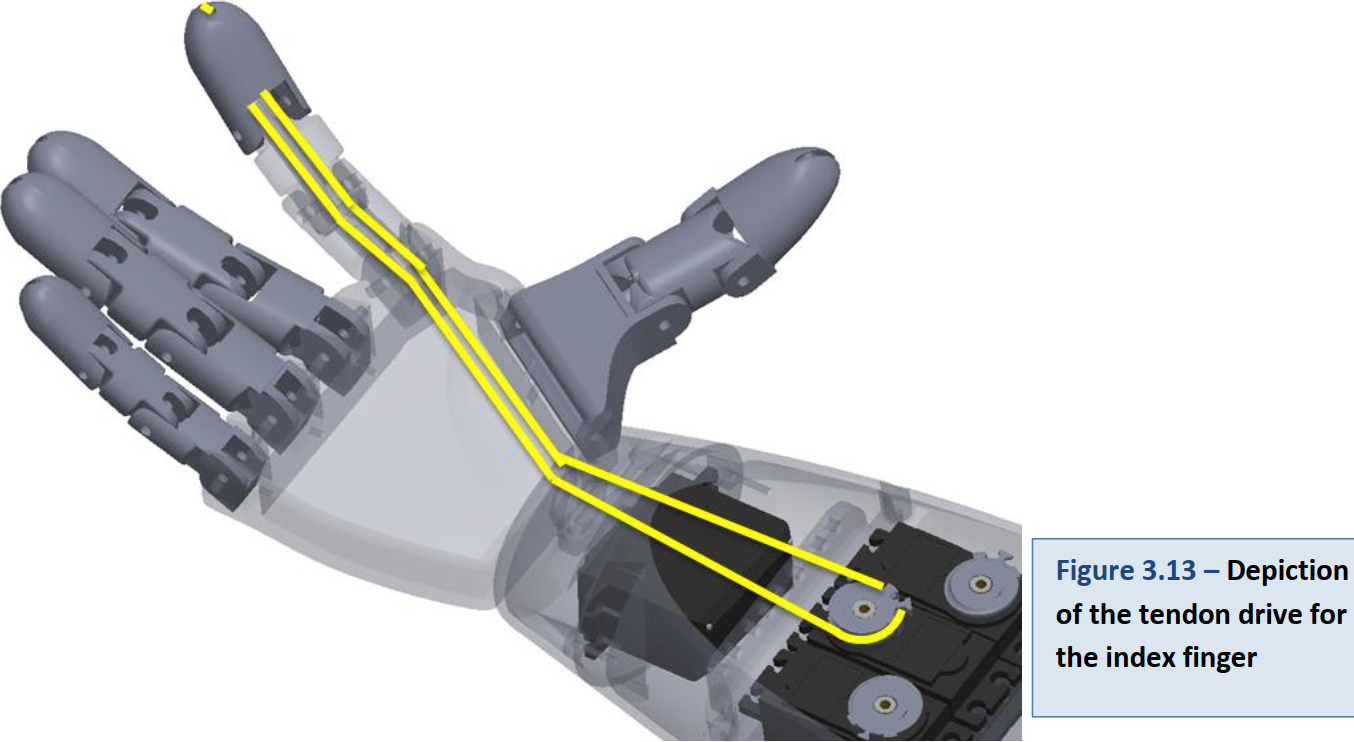 Figure 3.13 – Depiction
of the tendon drive for
the index finger